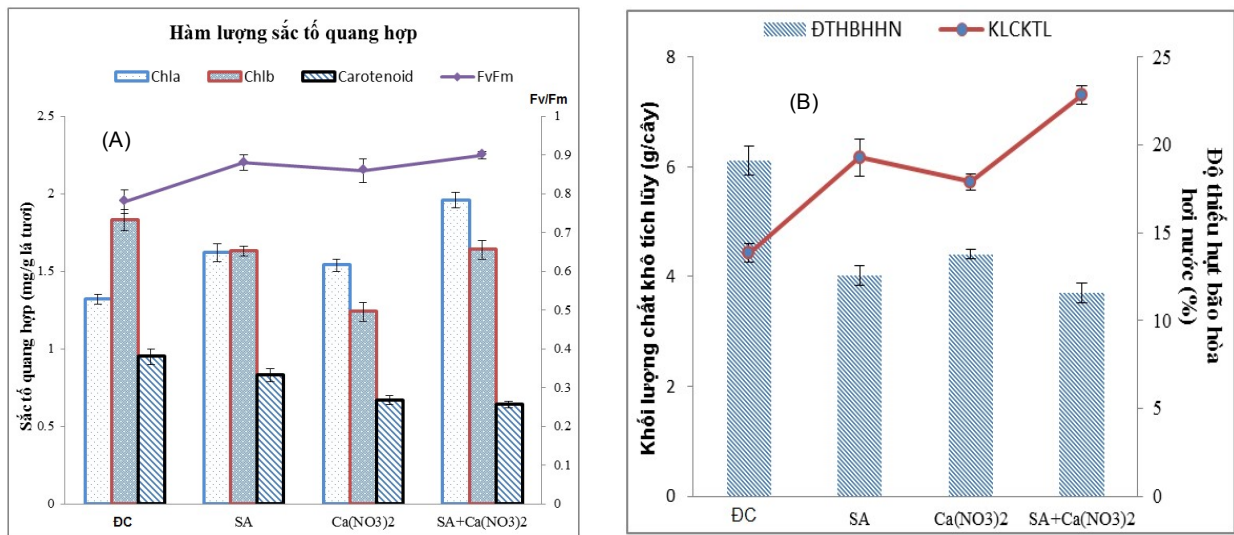 Hàm lượng sắc tố quang hợp
Chla Chlb Carotenoid FvFm
Fv/Fm
(A)
Sắc tố quang hợp (mg/g lá tươi)
2.5
2
1.5
1
0.5
0
1
0.9
0.8
0.7
0.6
0.5
0.4
0.3
0.2
0.1
0
ĐC SA Ca(NO3)2 SA+Ca(NO3)2
ĐTHBHHN KLCKTL
(B)
Khối lượng chất khô tích lũy (g/cây)
8
6
4
2
0
25
20
15
10
5
0
Độ thiếu hụt bão hòa
hơi nước (%)
ĐC SA Ca(NO3)2 SA+Ca(NO3)2